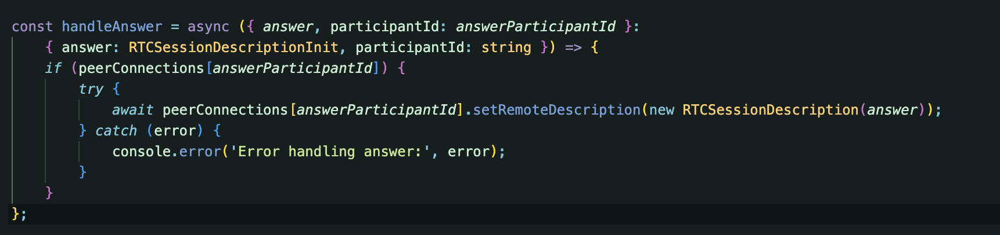 const handleAnswer = async ({ answer, participantId: answerParticipantId }:
{ answer: RTCSessionDescriptionInit, participantId: string }) => {
if (peerConnections[answerParticipantId]) {
try {
await peerConnections[answerParticipantId].setRemoteDescription(new RTCSessionDescription(answer));
} catch (error) {
console.error('Error handling answer:', error);
}
}
};